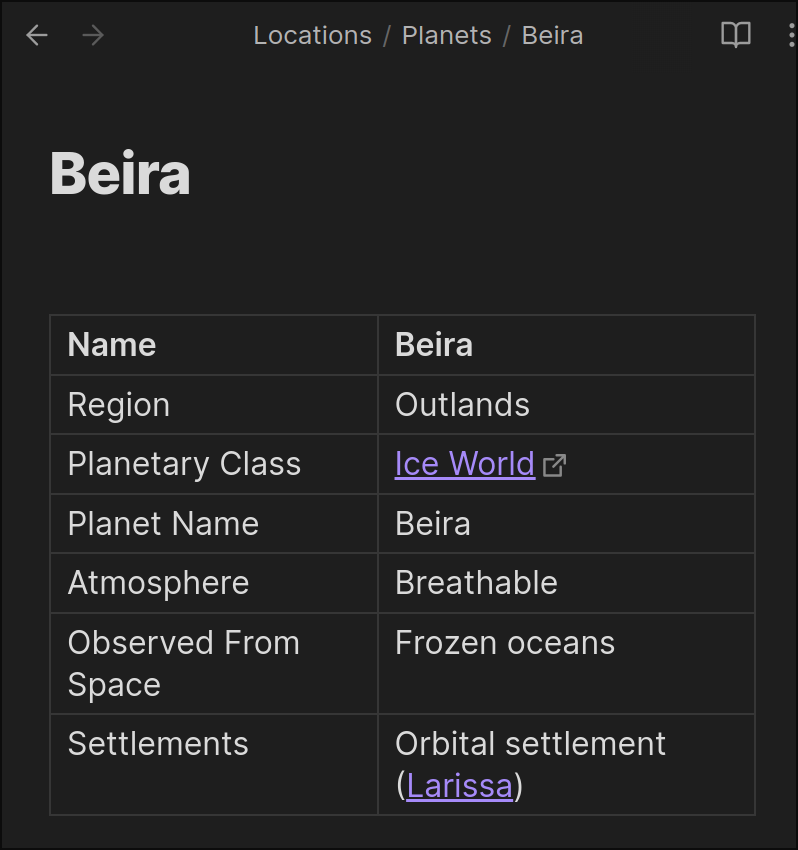 Locations / Planets / Beira
Beira
Name Beira
Region Outlands
Planetary Class Ice World
Planet Name Beira
Atmosphere Breathable
Observed From Frozen oceans
Space
Settlements Orbital settlement
(Larissa)